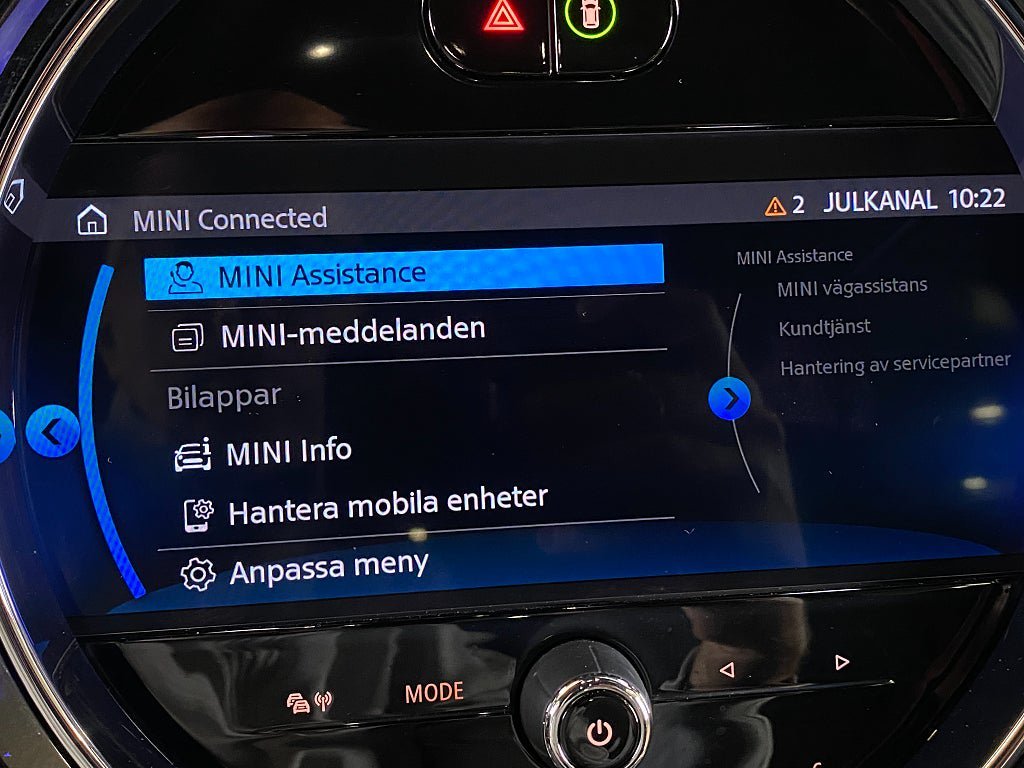 MINI Connected
2 JULKANAL 10:22
MINI Assistance
MINI-meddelanden
Bilappar
MINI Info
Hantera mobila enheter
Anpassa meny
MINI Assistance
MINI vägassistans
Kundtjänst
Hantering av servicepartner
MODE